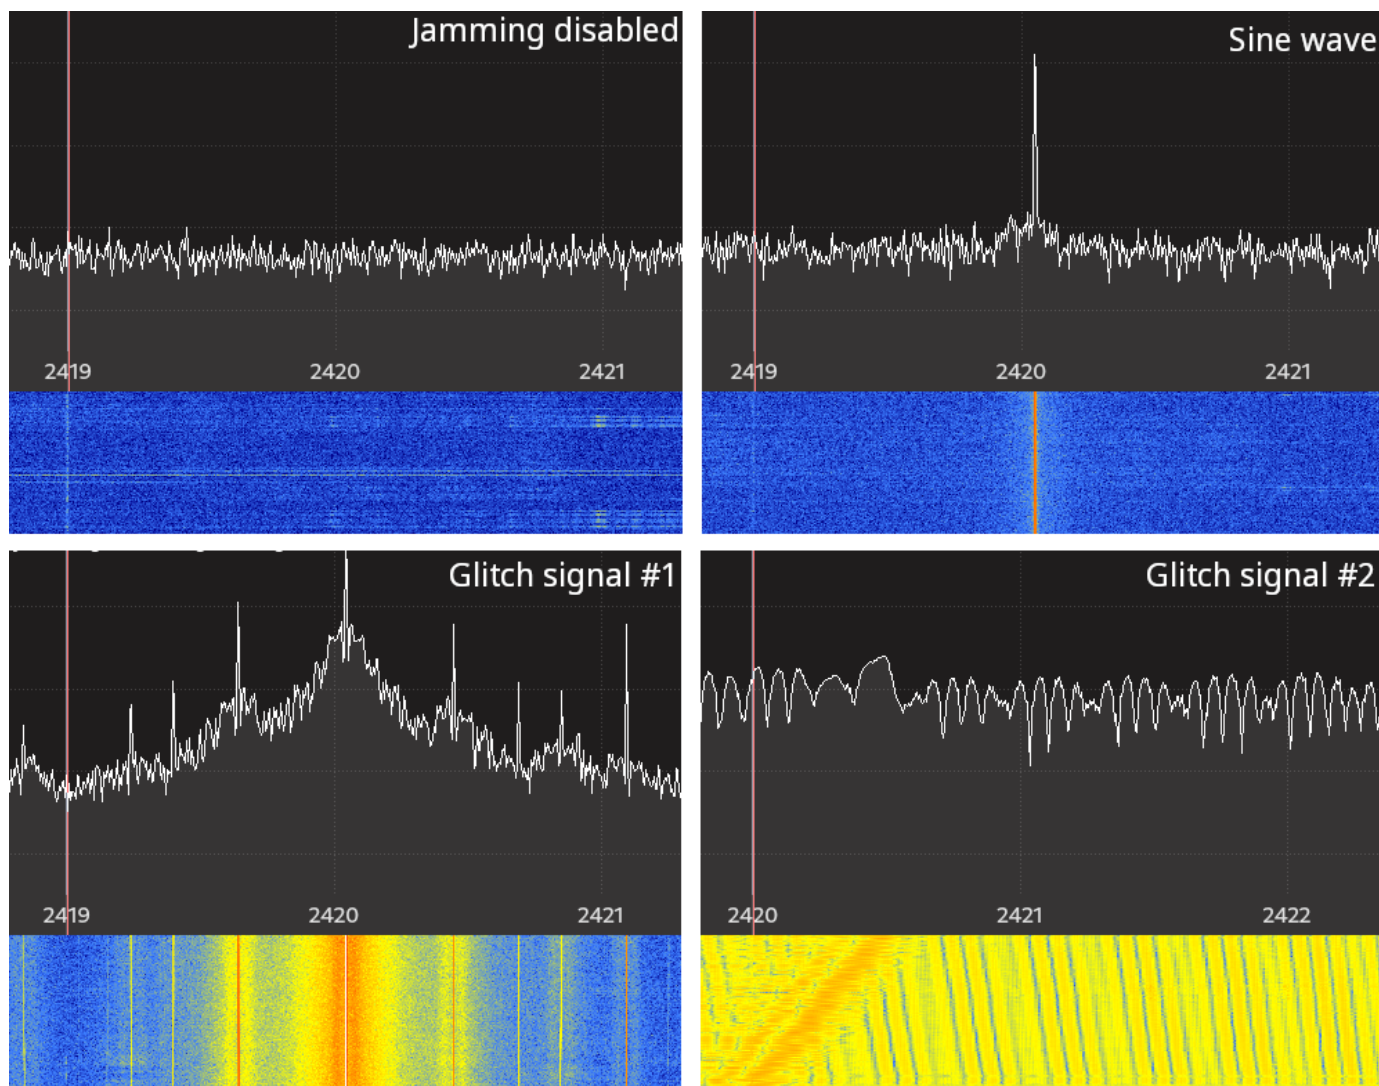 Jamming disabled
2419 2420 2421
Sine wave
2419 2420 2421
Glitch signal #1
2419 2420 2421
Glitch signal #2
2420 2421 2422